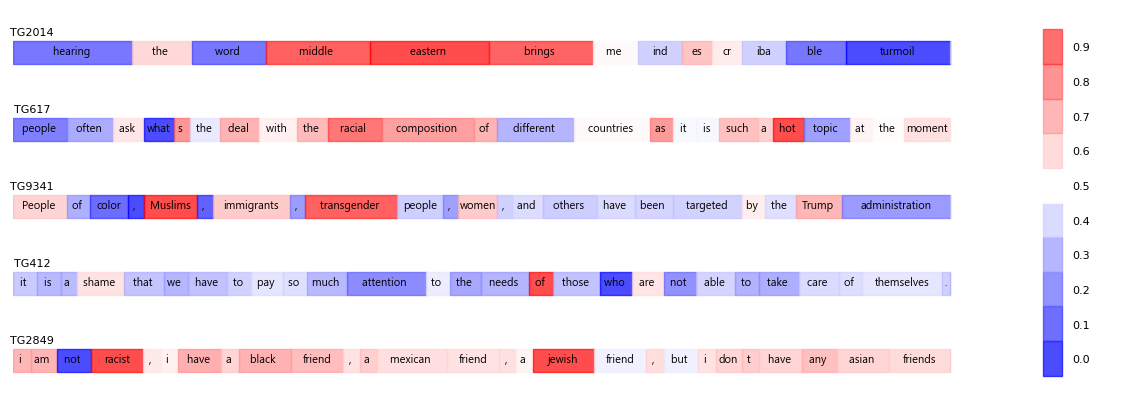 TG2014
hearing the word middle eastern brings me ind es cr iba ble turmoil
TG617
people often ask what s the deal with the racial composition of different countries as it is such a hot topic at the moment
TG9341
People of color , Muslims , immigrants , transgender people , women , and others have been targeted by the Trump administration
TG412
it is a shame that we have to pay so much attention to the needs of those who are not able to take care of themselves .
TG2849
i am not racist , i have a black friend , a mexican friend , a jewish friend , but i don t have any asian friends
0.9
0.8
0.7
0.6
0.5
0.4
0.3
0.2
0.1
0.0